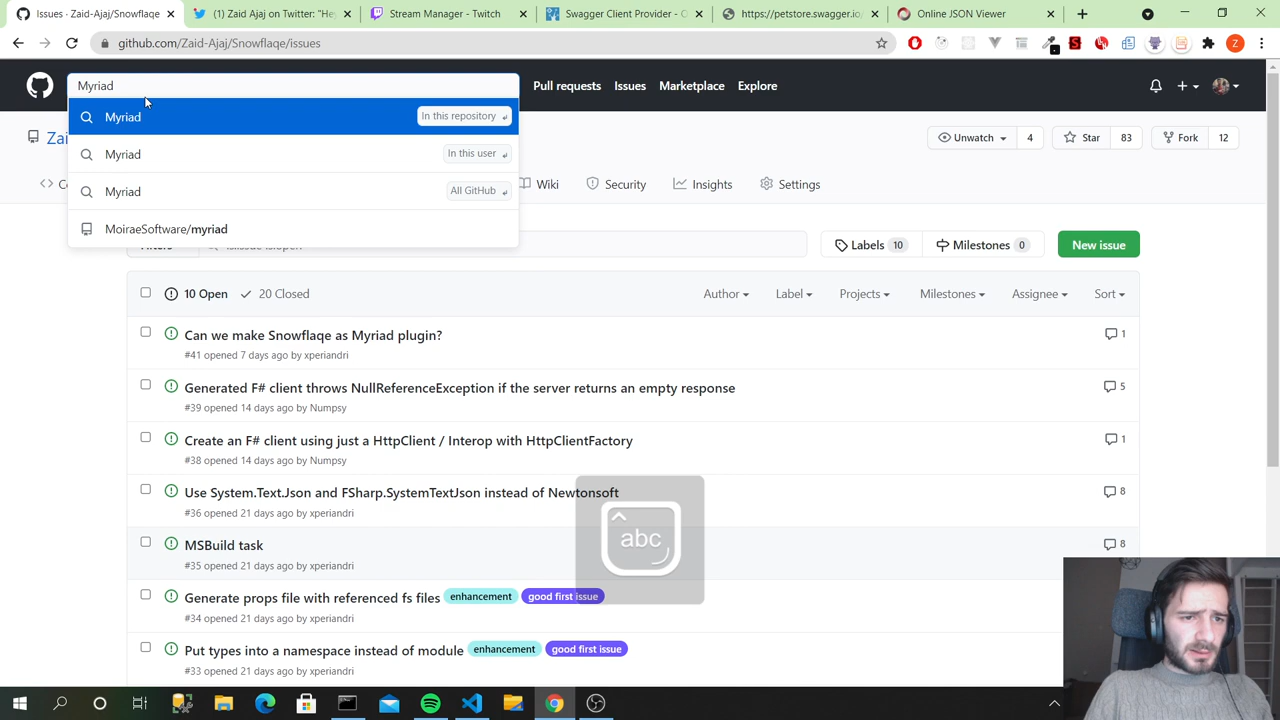 Issues · Zaid-Ajaj/Snowflaqe
(1) Zaid Ajaj on Twitter: "He
Stream Manager - Twitch
Swagger Client Provider - O
https://petstore.swagger.io/
Online JSON Viewer
github.com/Zaid-Ajaj/Snowflaqe/issues
Z
Myriad
Pull requests
Issues
Marketplace
Explore
Myriad
In this repository
Myriad
In this user
Myriad
All GitHub
MoiraeSoftware/myriad
Unwatch
4
Star
83
Fork
12
Wiki
Security
Insights
Settings
Labels
10
Milestones
0
New issue
10 Open
20 Closed
Author
Label
Projects
Milestones
Assignee
Sort
Can we make Snowflaqe as Myriad plugin?
1
#41 opened 7 days ago by xperiandri
Generated F# client throws NullReferenceException if the server returns an empty response
5
#39 opened 14 days ago by Numpsy
Create an F# client using just a HttpClient / Interop with HttpClientFactory
1
#38 opened 14 days ago by Numpsy
Use System.Text.Json and FSharp.SystemTextJson instead of Newtonsoft
8
#36 opened 21 days ago by xperiandri
abc
MSBuild task
8
#35 opened 21 days ago by xperiandri
Generate props file with referenced fs files
enhancement
good first issue
#34 opened 21 days ago by xperiandri
Put types into a namespace instead of module
enhancement
good first issue
#33 opened 21 days ago by xperiandri